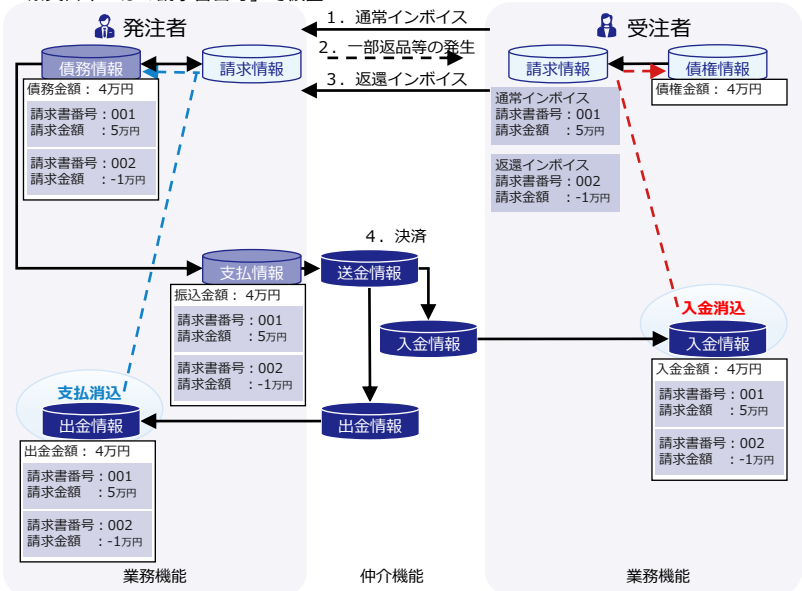 発注者
受注者
1．通常インボイス
2．一部返品等の発生
3．返還インボイス
債務情報
請求情報
請求情報
債権情報
債務金額： 4万円
請求書番号：001
請求金額 ：5万円
請求書番号：002
請求金額 ：-1万円
通常インボイス
請求書番号：001
請求金額 ：5万円
返還インボイス
請求書番号：002
請求金額 ：-1万円
債権金額： 4万円
4．決済
支払情報
送金情報
振込金額： 4万円
請求書番号：001
請求金額 ：5万円
請求書番号：002
請求金額 ：-1万円
入金情報
入金消込
入金情報
入金金額： 4万円
請求書番号：001
請求金額 ：5万円
請求書番号：002
請求金額 ：-1万円
支払消込
出金情報
出金情報
出金金額： 4万円
請求書番号：001
請求金額 ：5万円
請求書番号：002
請求金額 ：-1万円
業務機能
仲介機能
業務機能